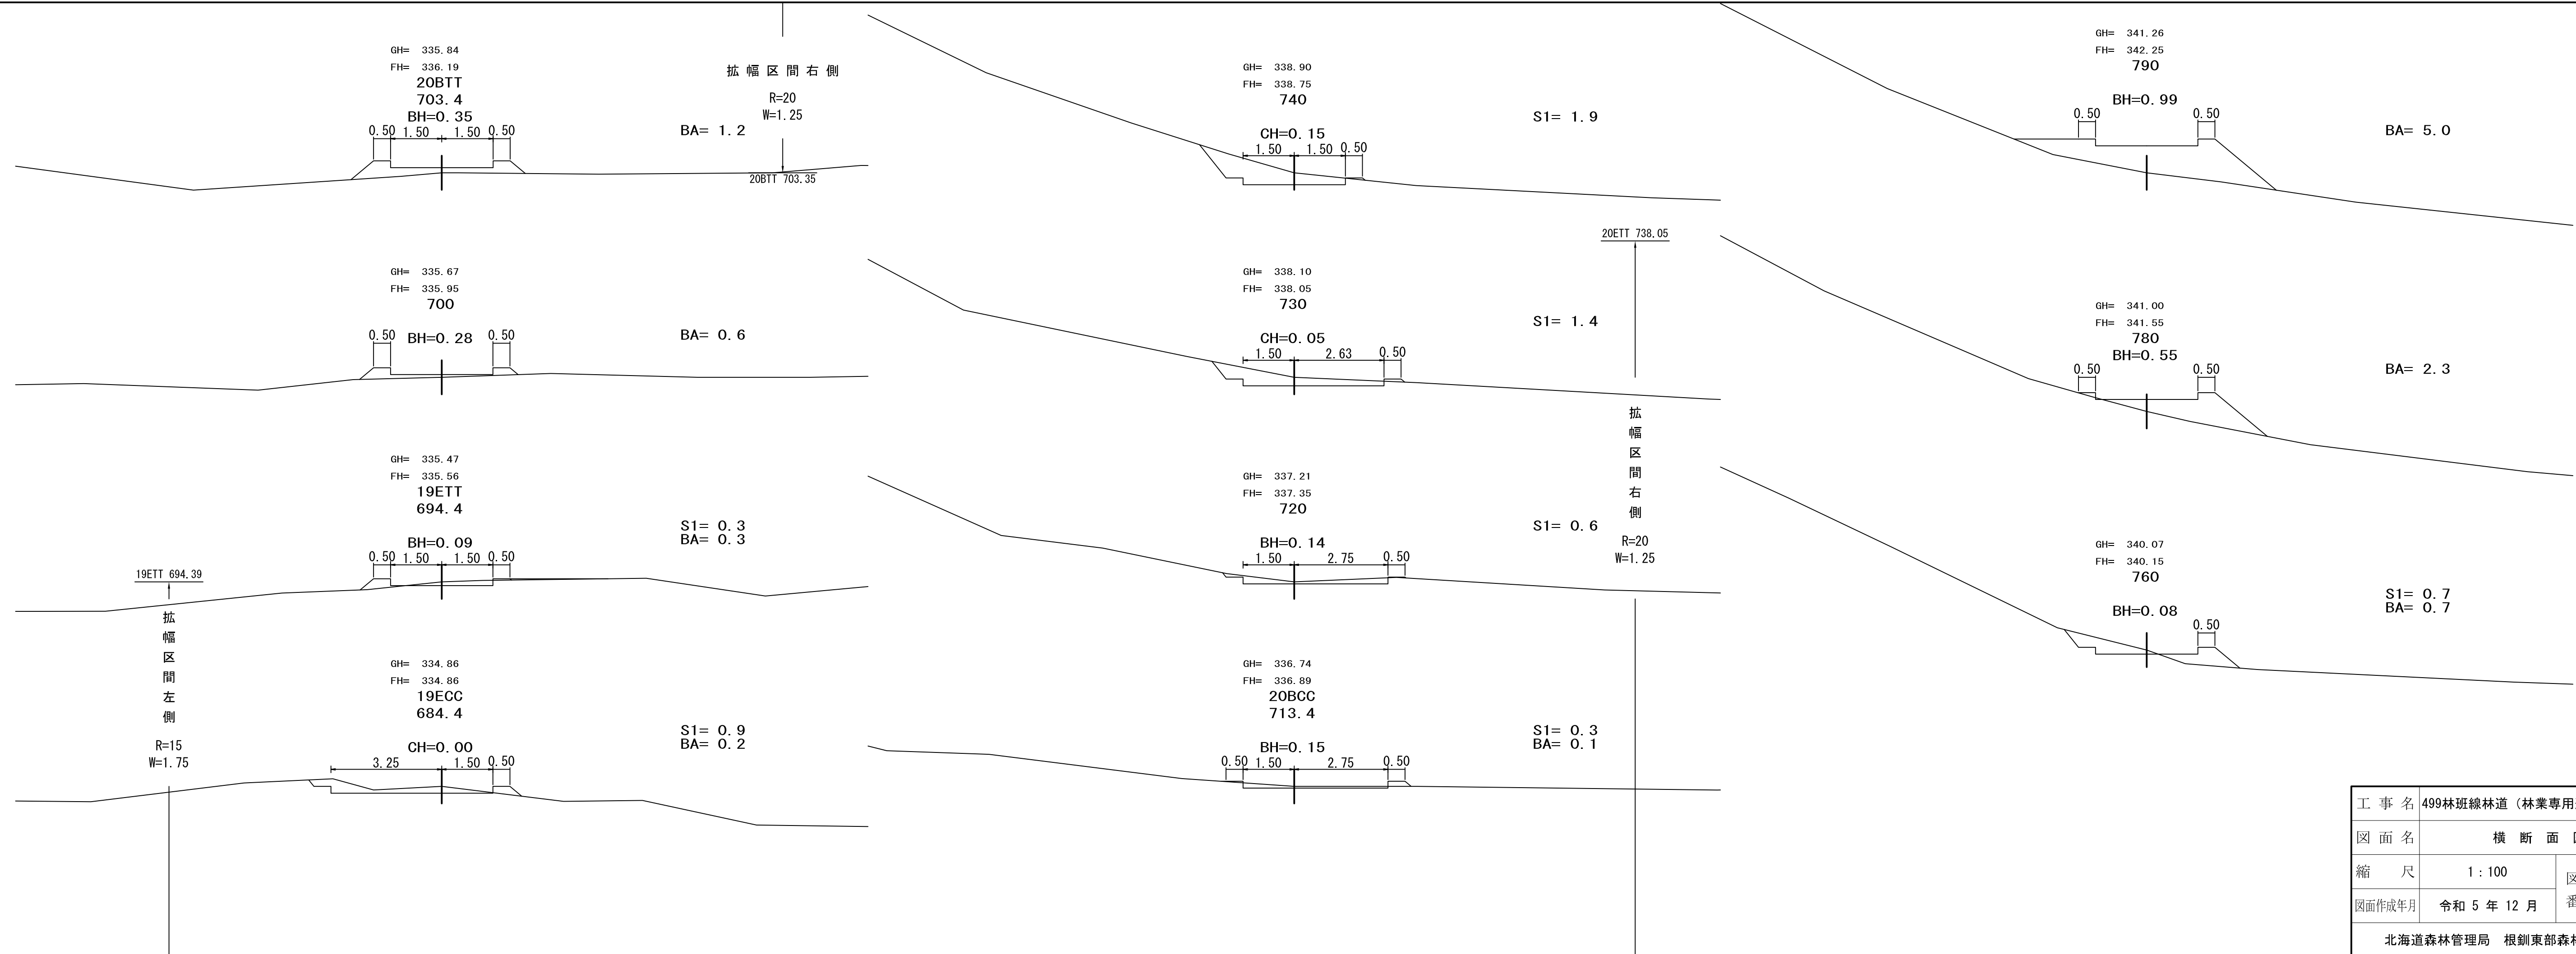 GH= 335.84
FH= 336.19
20BTT
703.4
BH=0.35
0.50 1.50 1.50 0.50
BA= 1.2
拡幅区間右側
R=20
W=1.25
20BTT 703.35
GH= 335.67
FH= 335.95
700
BH=0.28
0.50 0.50
BA= 0.6
GH= 335.47
FH= 335.56
19ETT
694.4
BH=0.09
0.50 1.50 1.50 0.50
S1= 0.3
BA= 0.3
19ETT 694.39
拡幅区間左側
R=15
W=1.75
GH= 334.86
FH= 334.86
19ECC
684.4
CH=0.00
3.25 1.50 0.50
S1= 0.9
BA= 0.2
GH= 338.90
FH= 338.75
740
CH=0.15
1.50 1.50 0.50
S1= 1.9
GH= 338.10
FH= 338.05
730
CH=0.05
1.50 2.63 0.50
S1= 1.4
20ETT 738.05
拡幅区間右側
R=20
W=1.25
GH= 337.21
FH= 337.35
720
BH=0.14
1.50 2.75 0.50
S1= 0.6
GH= 336.74
FH= 336.89
20BCC
713.4
BH=0.15
0.50 1.50 2.75 0.50
S1= 0.3
BA= 0.1
GH= 341.26
FH= 342.25
790
BH=0.99
0.50 0.50
BA= 5.0
GH= 341.00
FH= 341.55
780
BH=0.55
0.50 0.50
BA= 2.3
GH= 340.07
FH= 340.15
760
BH=0.08
0.50
S1= 0.7
BA= 0.7
工事名 499林班線林道（林業専用
図面名 横断面
縮尺 1：100
図面作成年月 令和 5 年 12 月
北海道森林管理局 根釧東部森